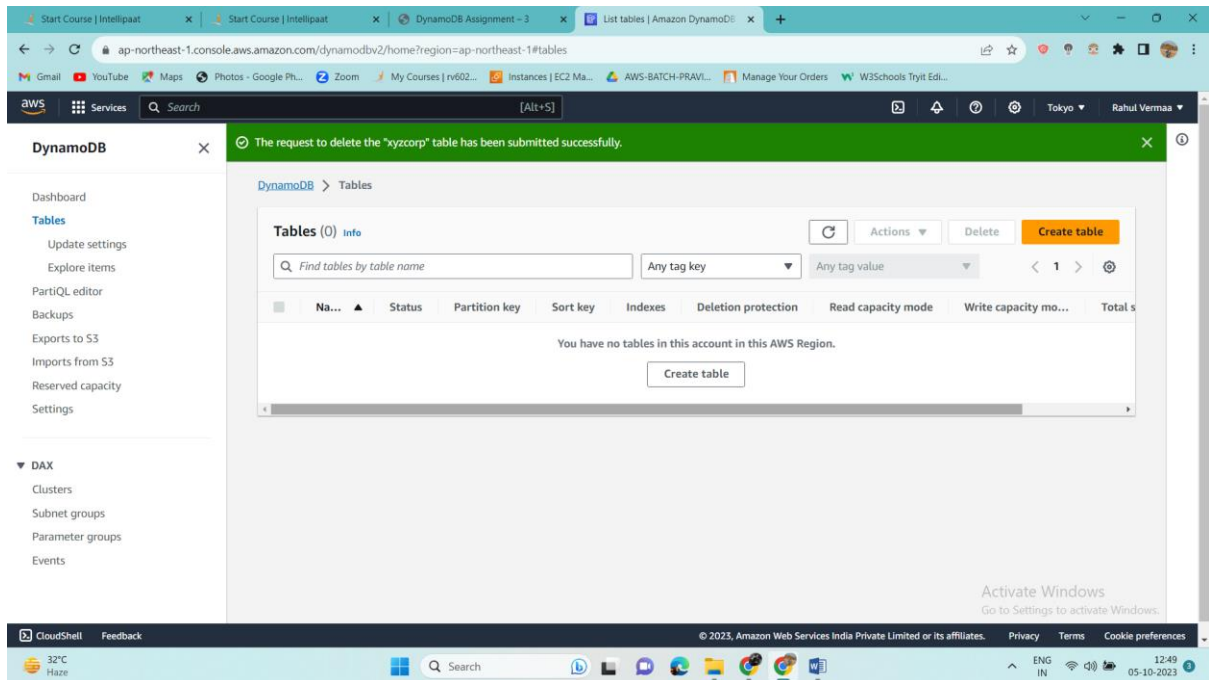 Start Course | Intellipaat
Start Course | Intellipaat
DynamoDB Assignment – 3
List tables | Amazon DynamoDB
ap-northeast-1.console.aws.amazon.com/dynamodbv2/home?region=ap-northeast-1#tables
Gmail YouTube Maps Photos - Google Ph... Zoom My Courses | rv602... Instances | EC2 Ma... AWS-BATCH-PRAVI... Manage Your Orders W3Schools Tryit Edi...
aws Services Search [Alt+S] Tokyo ▼ Rahul Vermaa ▼
DynamoDB
The request to delete the "xyzcorp" table has been submitted successfully.
DynamoDB > Tables
Dashboard
Tables
Update settings
Explore items
PartiQL editor
Backups
Exports to S3
Imports from S3
Reserved capacity
Settings
DAX
Clusters
Subnet groups
Parameter groups
Events
Tables (0) Info
Actions ▼ Delete Create table
Find tables by table name Any tag key ▼ Any tag value ▼ < 1 >
Na... ▲ Status Partition key Sort key Indexes Deletion protection Read capacity mode Write capacity mo... Total s
You have no tables in this account in this AWS Region.
Create table
Activate Windows
Go to Settings to activate Windows.
CloudShell Feedback © 2023, Amazon Web Services India Private Limited or its affiliates. Privacy Terms Cookie preferences
32°C
Haze
Search
ENG
IN
12:49
05-10-2023
3